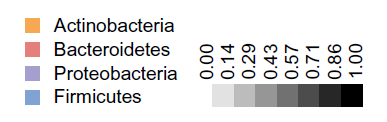 Actinobacteria
Bacteroidetes
Proteobacteria
Firmicutes
0.00
0.14
0.29
0.43
0.57
0.71
0.86
1.00